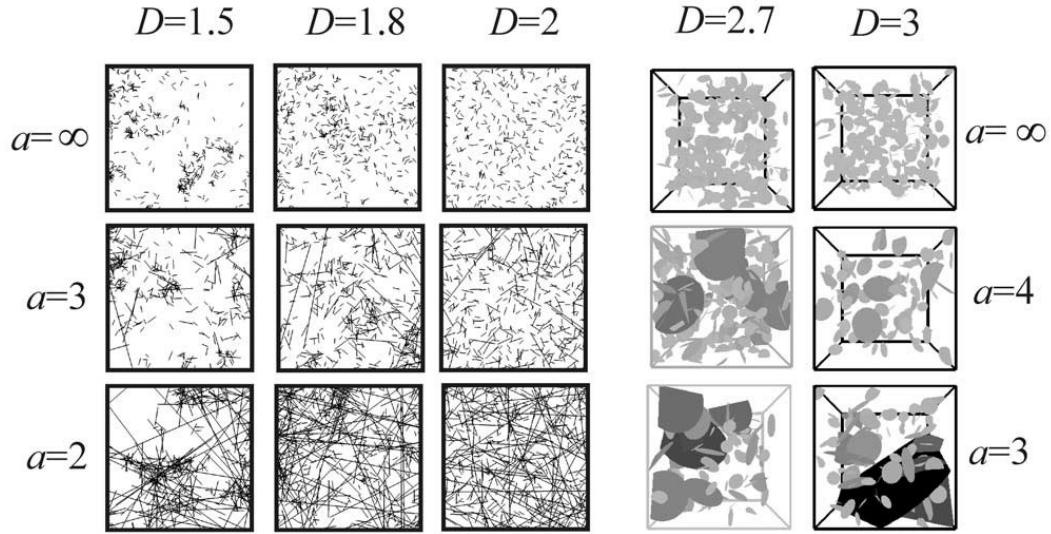 D=1.5 D=1.8 D=2 D=2.7 D=3
a=∞ a=∞
a=3 a=4
a=2 a=3